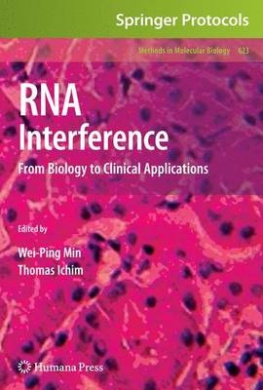 Springer Protocols
Methods in Molecular Biology 623
RNA
Interference
From Biology to Clinical Applications
Edited by
Wei-Ping Min
Thomas Ichim
Humana Press